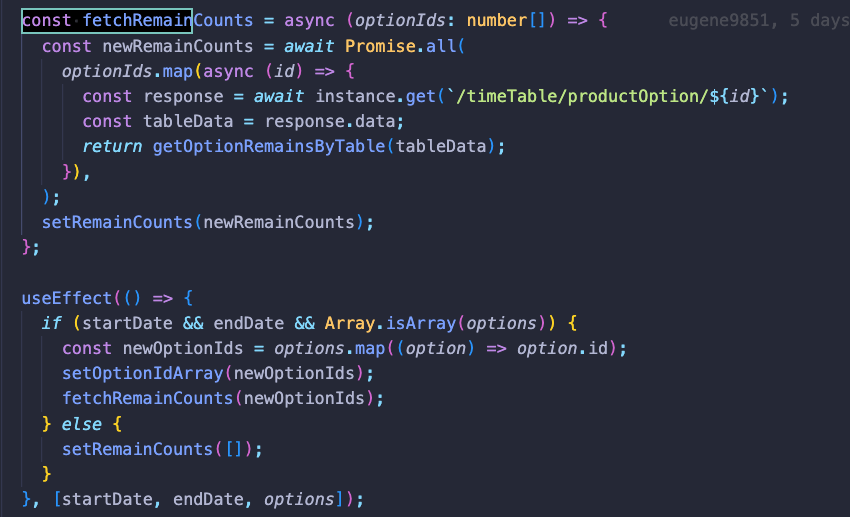 const fetchRemainCounts = async (optionIds: number[]) => { eugene9851, 5 days
const newRemainCounts = await Promise.all(
optionIds.map(async (id) => {
const response = await instance.get(`/timeTable/productOption/${id}`);
const tableData = response.data;
return getOptionRemainsByTable(tableData);
}),
);
setRemainCounts(newRemainCounts);
};
useEffect(() => {
if (startDate && endDate && Array.isArray(options)) {
const newOptionIds = options.map((option) => option.id);
setOptionIdArray(newOptionIds);
fetchRemainCounts(newOptionIds);
} else {
setRemainCounts([]);
}
}, [startDate, endDate, options]);